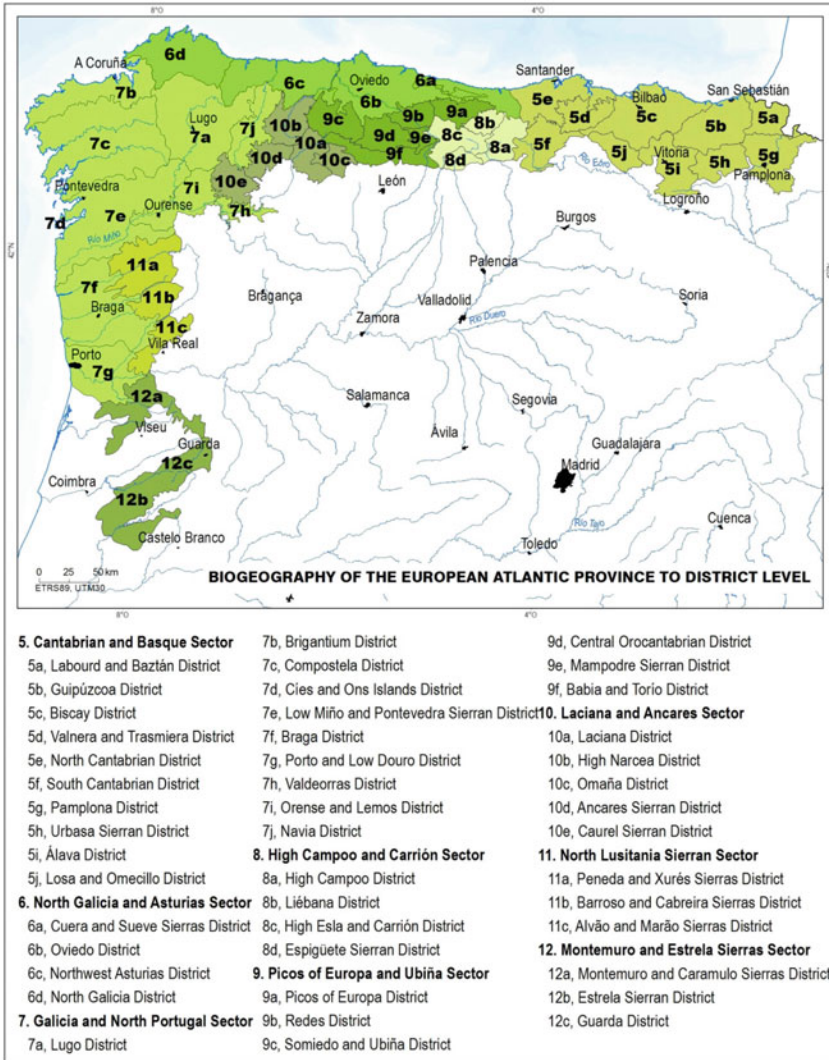 8°O
4°O
A Coruña
6d
7b
6c
Oviedo
6a
Santander
Bilbao
San Sebastián
6b
5e
5d
5c
5b
5a
Lugo
7a
7j
10b
9c
9b
9a
8b
7c
10a
9d
9e
8c
8a
5f
5j
Vitoria
5h
5g
10d
10c
9f
8d
5i
Pamplona
7i
10e
León
Río Ebro
Pontevedra
7h
Logroño
7d
7e
Ourense
Río Miño
Burgos
42°N
11a
Palencia
7f
11b
Bragança
Valladolid
Soria
Braga
11c
Zamora
Río Duero
Vila Real
Porto
7g
12a
Salamanca
Segovia
Viseu
Ávila
Guadalajara
Guarda
12c
Madrid
Coimbra
12b
Río Tajo
Cuenca
Castelo Branco
Toledo
0 25 50 km
ETRS89, UTM30
BIOGEOGRAPHY OF THE EUROPEAN ATLANTIC PROVINCE TO DISTRICT LEVEL
8°O
4°O
5. Cantabrian and Basque Sector
5a, Labourd and Baztán District
5b, Guipúzcoa District
5c, Biscay District
5d, Valnera and Trasmiera District
5e, North Cantabrian District
5f, South Cantabrian District
5g, Pamplona District
5h, Urbasa Sierran District
5i, Álava District
5j, Losa and Omecillo District
6. North Galicia and Asturias Sector
6a, Cuera and Sueve Sierras District
6b, Oviedo District
6c, Northwest Asturias District
6d, North Galicia District
7. Galicia and North Portugal Sector
7a, Lugo District
7b, Brigantium District
7c, Compostela District
7d, Cíes and Ons Islands District
7e, Low Miño and Pontevedra Sierran District
7f, Braga District
7g, Porto and Low Douro District
7h, Valdeorras District
7i, Orense and Lemos District
7j, Navia District
8. High Campoo and Carrión Sector
8a, High Campoo District
8b, Liébana District
8c, High Esla and Carrión District
8d, Espigüete Sierran District
9. Picos of Europa and Ubiña Sector
9a, Picos of Europa District
9b, Redes District
9c, Somiedo and Ubiña District
9d, Central Orocantabrian District
9e, Mampodre Sierran District
9f, Babia and Torío District
10. Laciana and Ancares Sector
10a, Laciana District
10b, High Narcea District
10c, Omaña District
10d, Ancares Sierran District
10e, Caurel Sierran District
11. North Lusitania Sierran Sector
11a, Peneda and Xurés Sierras District
11b, Barroso and Cabreira Sierras District
11c, Alvão and Marão Sierras District
12. Montemuro and Estrela Sierras Sector
12a, Montemuro and Caramulo Sierras District
12b, Estrela Sierran District
12c, Guarda District